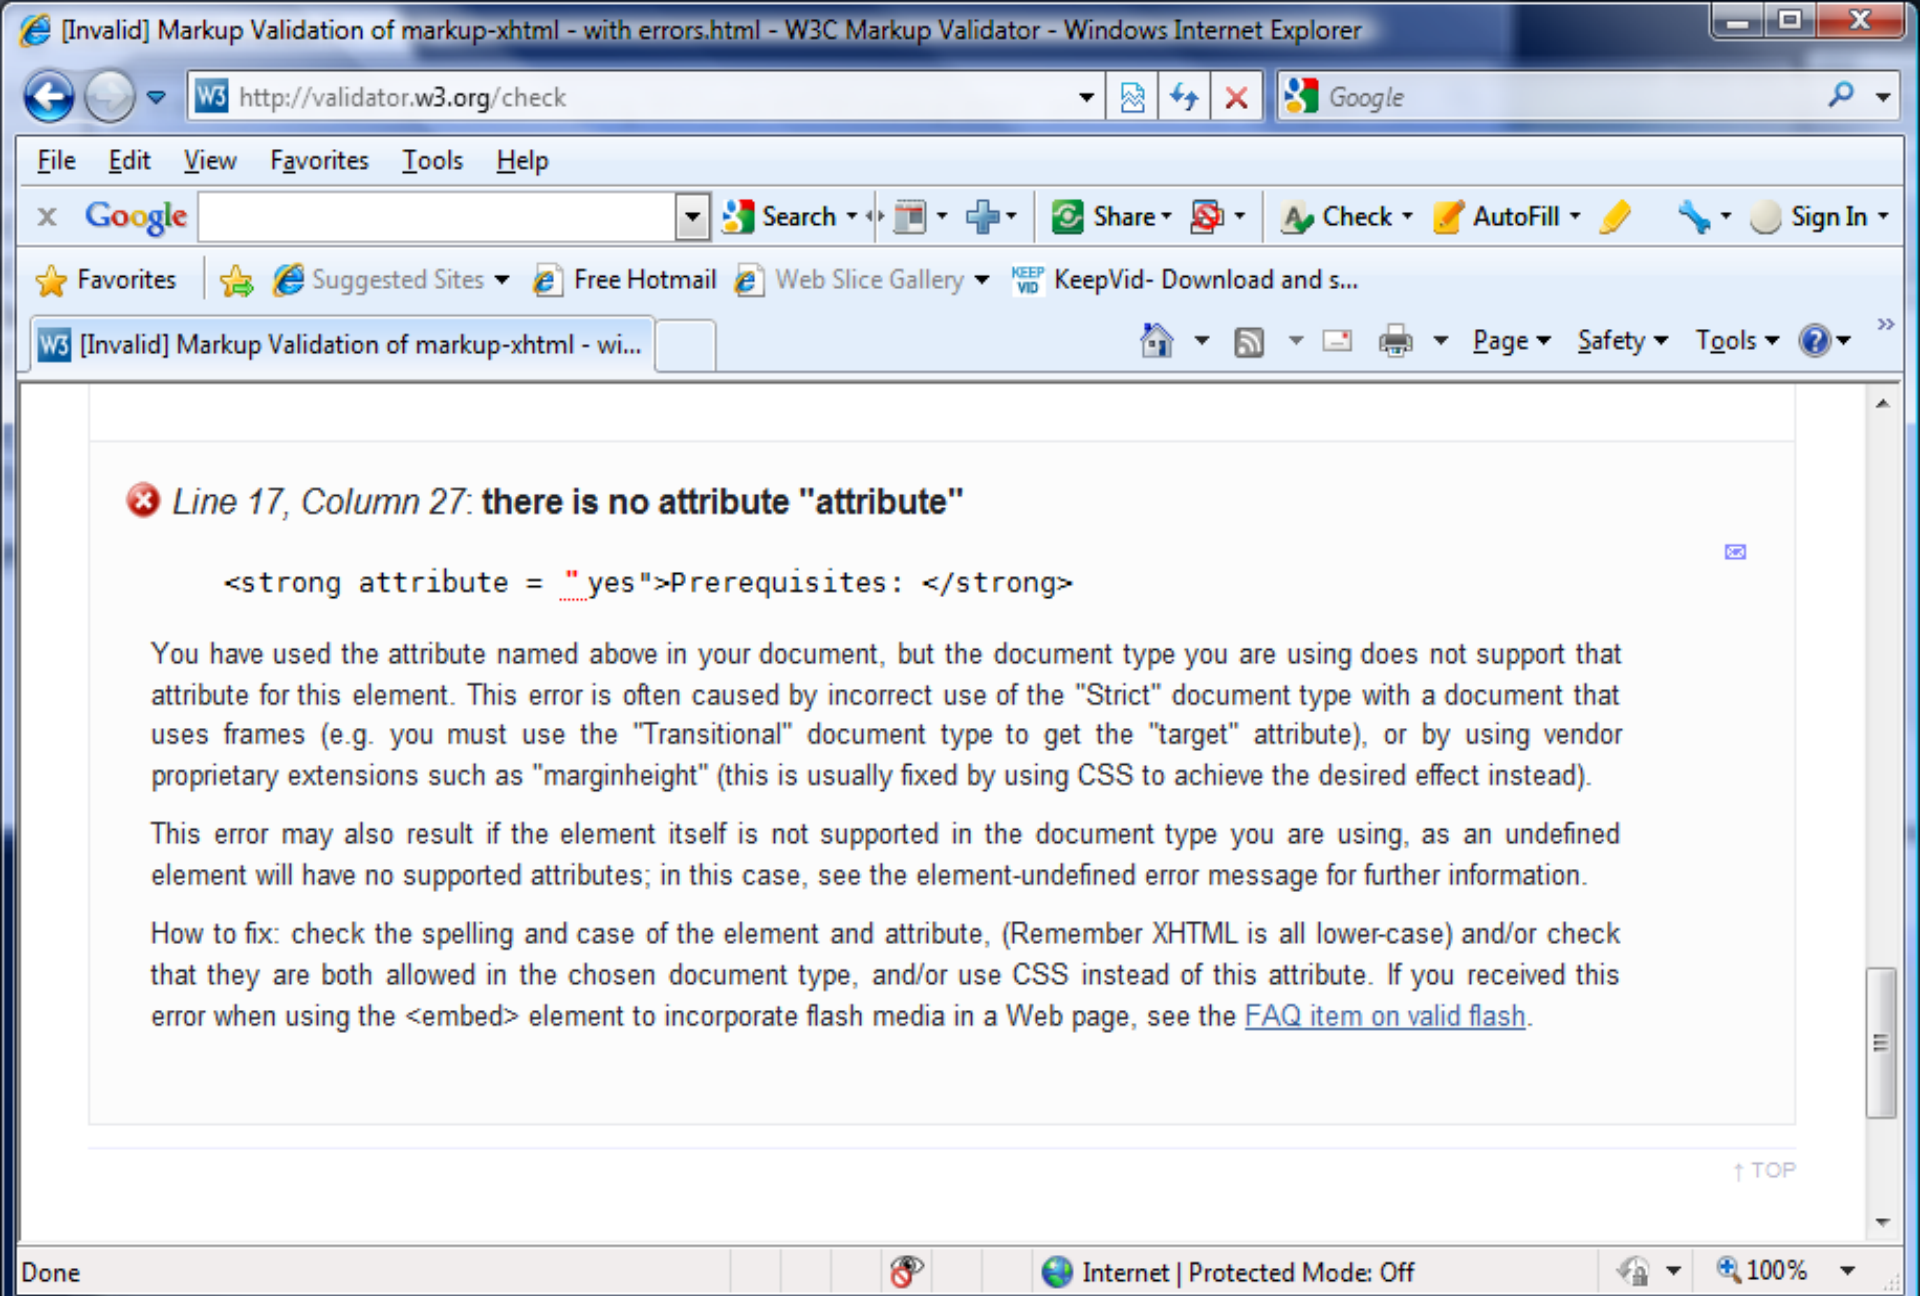 [Invalid] Markup Validation of markup-xhtml - with errors.html - W3C Markup Validator - Windows Internet Explorer
W3 http://validator.w3.org/check Google
File Edit View Favorites Tools Help
x Google Search Share Check AutoFill Sign In
Favorites Suggested Sites Free Hotmail Web Slice Gallery KEEP VID KeepVid- Download and s...
W3 [Invalid] Markup Validation of markup-xhtml - wi... Page Safety Tools »
Line 17, Column 27: there is no attribute "attribute"
<strong attribute = "yes">Prerequisites: </strong>
You have used the attribute named above in your document, but the document type you are using does not support that
attribute for this element. This error is often caused by incorrect use of the "Strict" document type with a document that
uses frames (e.g. you must use the "Transitional" document type to get the "target" attribute), or by using vendor
proprietary extensions such as "marginheight" (this is usually fixed by using CSS to achieve the desired effect instead).
This error may also result if the element itself is not supported in the document type you are using, as an undefined
element will have no supported attributes; in this case, see the element-undefined error message for further information.
How to fix: check the spelling and case of the element and attribute, (Remember XHTML is all lower-case) and/or check
that they are both allowed in the chosen document type, and/or use CSS instead of this attribute. If you received this
error when using the <embed> element to incorporate flash media in a Web page, see the FAQ item on valid flash.
↑ TOP
Done Internet | Protected Mode: Off 100%